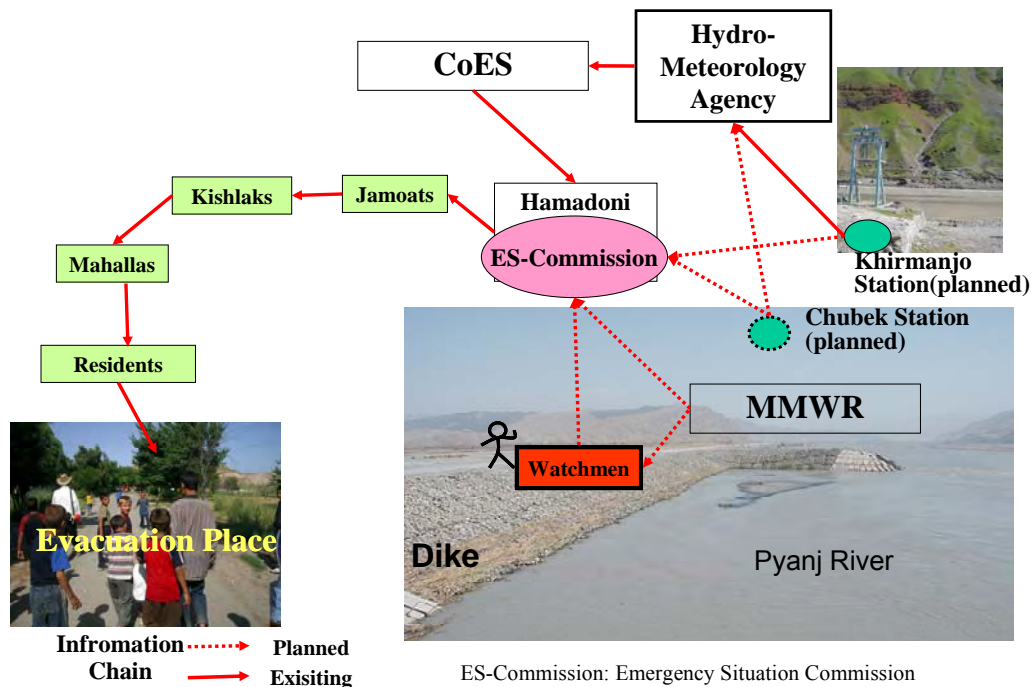 Hydro-
Meteorology
Agency
CoES
Hamadoni
ES-Commission
Jamoats
Kishlaks
Mahallas
Residents
Evacuation Place
Khirmanjo
Station(planned)
Chubek Station
(planned)
MMWR
Watchmen
Dike
Pyanj River
Infromation
Chain
Planned
Exisiting
ES-Commission: Emergency Situation Commission